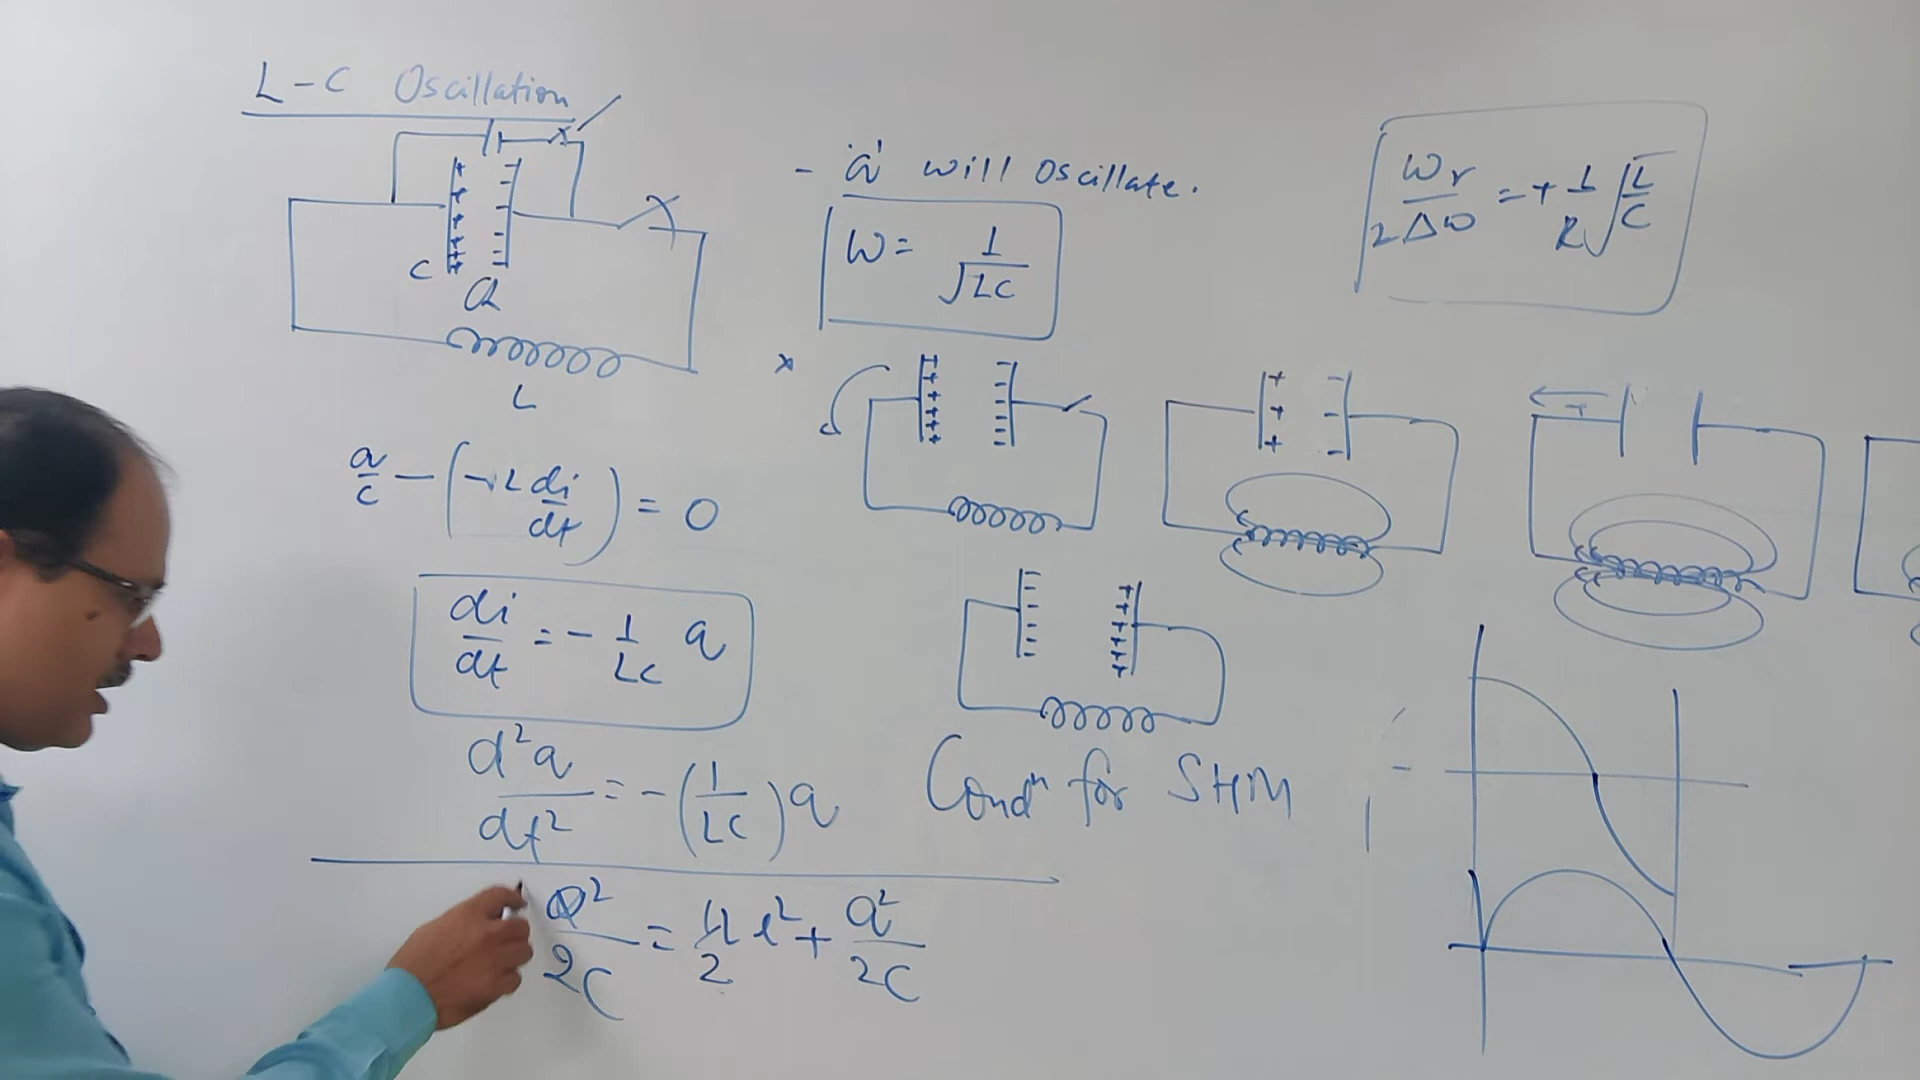 L-C Oscillation
+ + + + + +
- - - - -
C
Q
L
q/c - (-L di/dt) = 0
di/dt = - 1/LC q
d²q/dt² = - (1/LC) q
Q²/2C = 1/2 L i² + q²/2C
- 'q' will Oscillate.
ω = 1/√LC
ωr/2Δω = + 1/R √L/C
Condⁿ for SHM